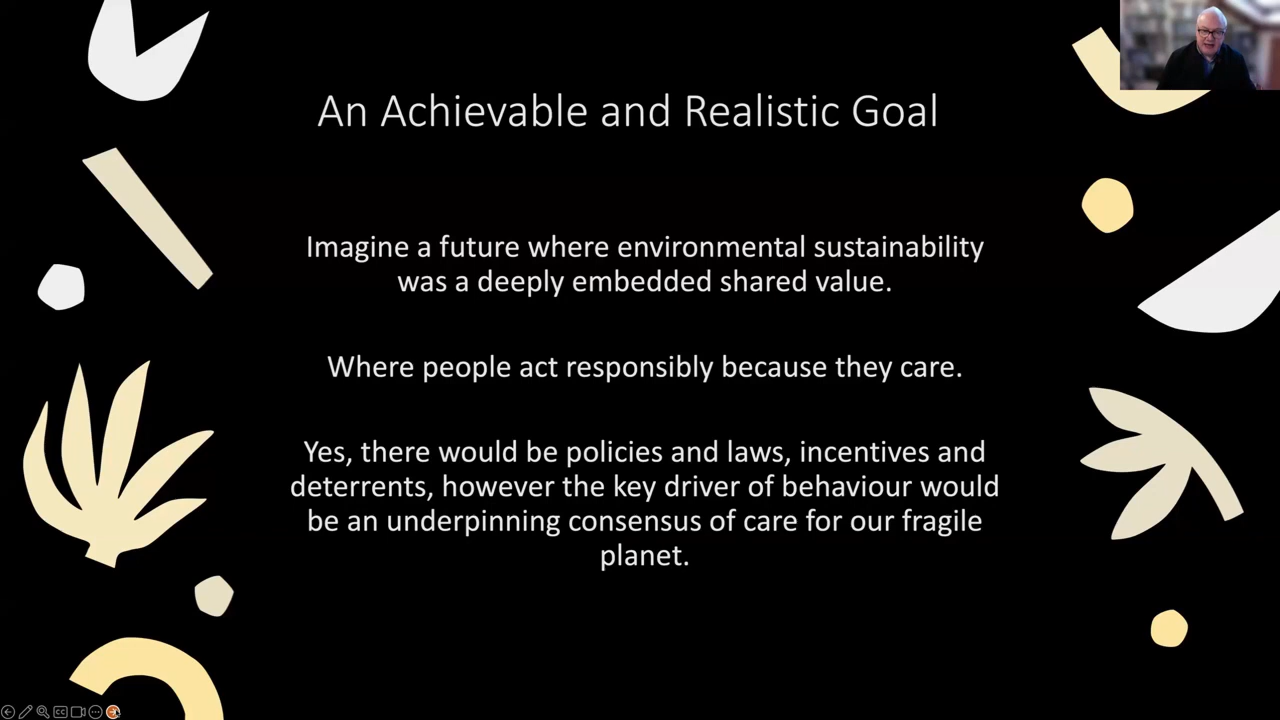 An Achievable and Realistic Goal
Imagine a future where environmental sustainability
was a deeply embedded shared value.
Where people act responsibly because they care.
Yes, there would be policies and laws, incentives and
deterrents, however the key driver of behaviour would
be an underpinning consensus of care for our fragile
planet.